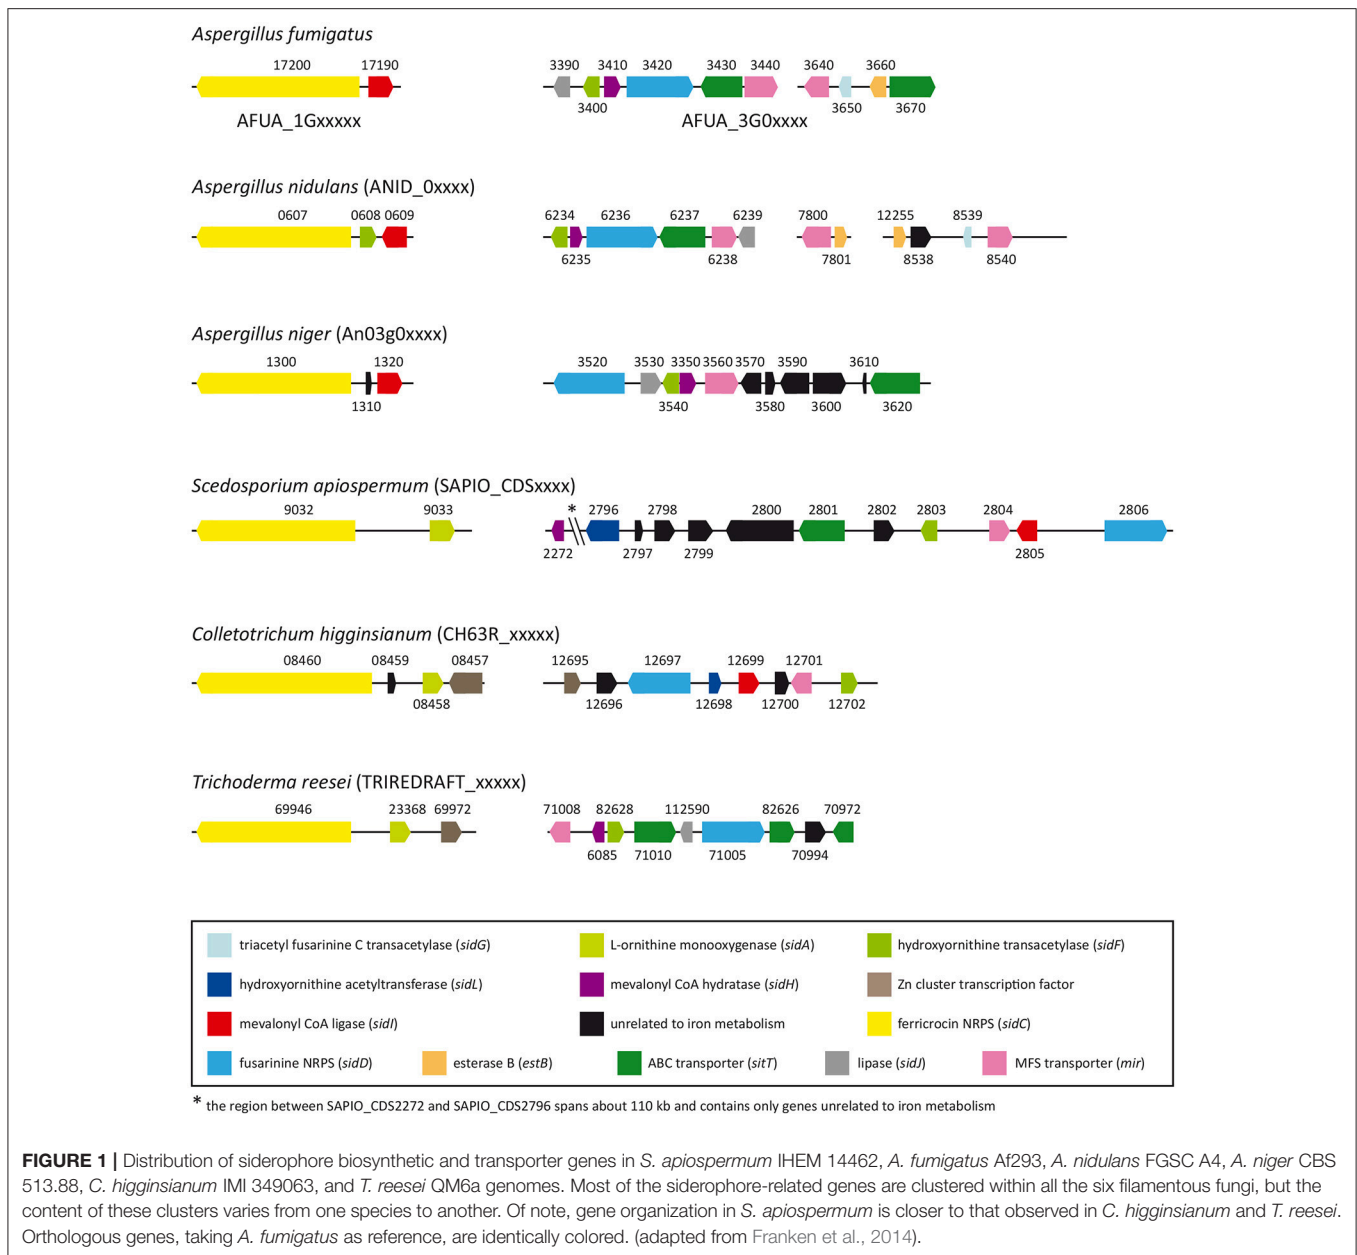 Aspergillus fumigatus
17200 17190 3390 3410 3420 3430 3440 3640 3660
3400 3650 3670
AFUA_1Gxxxxx AFUA_3G0xxxx
Aspergillus nidulans (ANID_0xxxx)
0607 0608 0609 6234 6236 6237 6239 7800 12255 8539
6235 6238 7801 8538 8540
Aspergillus niger (An03g0xxxx)
1300 1320 3520 3530 3350 3560 3570 3590 3610
1310 3540 3580 3600 3620
Scedosporium apiospermum (SAPIO_CDSxxxx)
9032 9033 * 2796 2798 2800 2801 2802 2803 2804 2806
2272 2797 2799 2805
Colletotrichum higginsianum (CH63R_xxxxx)
08460 08459 08457 12695 12697 12699 12701
08458 12696 12698 12700 12702
Trichoderma reesei (TRIREDRAFT_xxxxx)
69946 23368 69972 71008 82628 112590 82626 70972
6085 71010 71005 70994
triacetyl fusarinine C transacetylase (sidG) L-ornithine monooxygenase (sidA) hydroxyornithine transacetylase (sidF)
hydroxyornithine acetyltransferase (sidL) mevalonyl CoA hydratase (sidH) Zn cluster transcription factor
mevalonyl CoA ligase (sidI) unrelated to iron metabolism ferricrocin NRPS (sidC)
fusarinine NRPS (sidD) esterase B (estB) ABC transporter (sitT) lipase (sidJ) MFS transporter (mir)
* the region between SAPIO_CDS2272 and SAPIO_CDS2796 spans about 110 kb and contains only genes unrelated to iron metabolism
FIGURE 1 | Distribution of siderophore biosynthetic and transporter genes in S. apiospermum IHEM 14462, A. fumigatus Af293, A. nidulans FGSC A4, A. niger CBS
513.88, C. higginsianum IMI 349063, and T. reesei QM6a genomes. Most of the siderophore-related genes are clustered within all the six filamentous fungi, but the
content of these clusters varies from one species to another. Of note, gene organization in S. apiospermum is closer to that observed in C. higginsianum and T. reesei.
Orthologous genes, taking A. fumigatus as reference, are identically colored. (adapted from Franken et al., 2014).